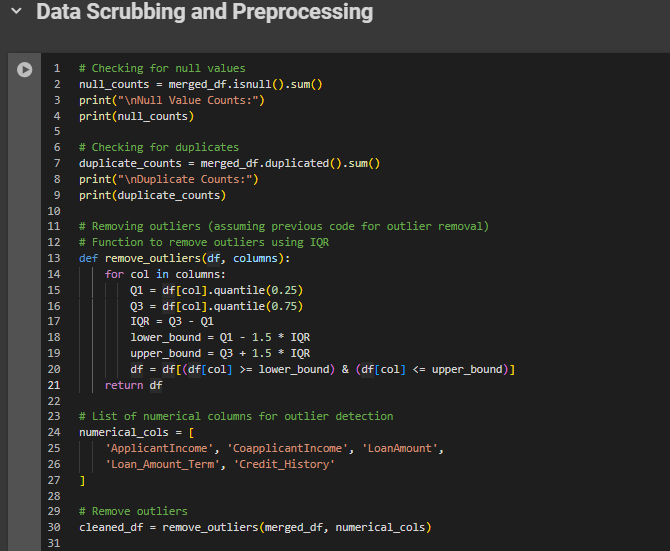 Data Scrubbing and Preprocessing
1 # Checking for null values
2 null_counts = merged_df.isnull().sum()
3 print("\nNull Value Counts:")
4 print(null_counts)
5
6 # Checking for duplicates
7 duplicate_counts = merged_df.duplicated().sum()
8 print("\nDuplicate Counts:")
9 print(duplicate_counts)
10
11 # Removing outliers (assuming previous code for outlier removal)
12 # Function to remove outliers using IQR
13 def remove_outliers(df, columns):
14     for col in columns:
15         Q1 = df[col].quantile(0.25)
16         Q3 = df[col].quantile(0.75)
17         IQR = Q3 - Q1
18         lower_bound = Q1 - 1.5 * IQR
19         upper_bound = Q3 + 1.5 * IQR
20         df = df[(df[col] >= lower_bound) & (df[col] <= upper_bound)]
21     return df
22
23 # List of numerical columns for outlier detection
24 numerical_cols = [
25     'ApplicantIncome', 'CoapplicantIncome', 'LoanAmount',
26     'Loan_Amount_Term', 'Credit_History'
27 ]
28
29 # Remove outliers
30 cleaned_df = remove_outliers(merged_df, numerical_cols)
31